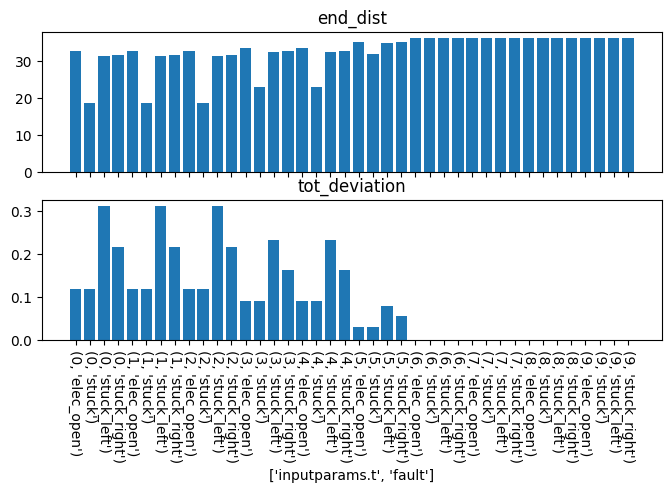 end_dist
30
20
10
0
tot_deviation
0.3
0.2
0.1
0.0
(0, 'elec_open')
(0, 'stuck')
(0, 'stuck_left')
(0, 'stuck_right')
(1, 'elec_open')
(1, 'stuck')
(1, 'stuck_left')
(1, 'stuck_right')
(2, 'elec_open')
(2, 'stuck')
(2, 'stuck_left')
(2, 'stuck_right')
(3, 'elec_open')
(3, 'stuck')
(3, 'stuck_left')
(3, 'stuck_right')
(4, 'elec_open')
(4, 'stuck')
(4, 'stuck_left')
(4, 'stuck_right')
(5, 'elec_open')
(5, 'stuck')
(5, 'stuck_left')
(5, 'stuck_right')
(6, 'elec_open')
(6, 'stuck')
(6, 'stuck_left')
(6, 'stuck_right')
(7, 'elec_open')
(7, 'stuck')
(7, 'stuck_left')
(7, 'stuck_right')
(8, 'elec_open')
(8, 'stuck')
(8, 'stuck_left')
(8, 'stuck_right')
(9, 'elec_open')
(9, 'stuck')
(9, 'stuck_left')
(9, 'stuck_right')
['inputparams.t', 'fault']